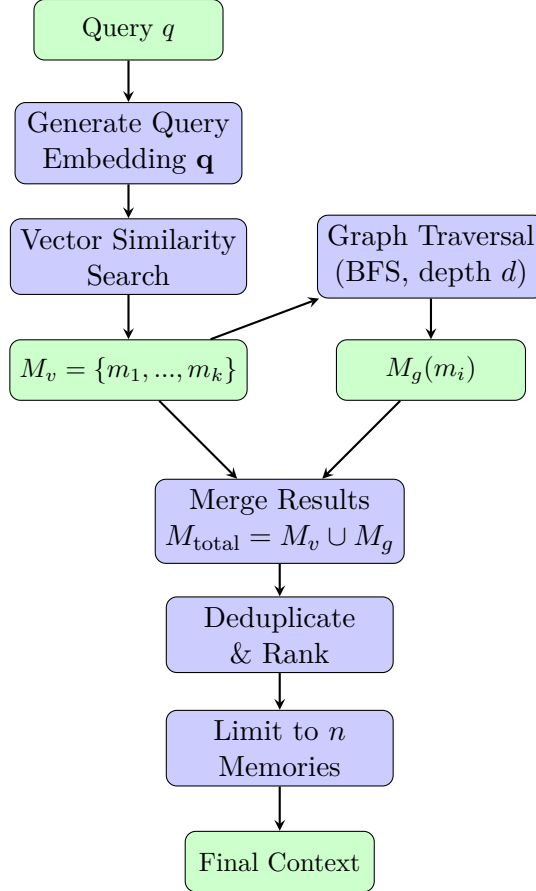 Query q
Generate Query
Embedding q
Vector Similarity
Search
Graph Traversal
(BFS, depth d)
M_v = {m_1, ..., m_k}
M_g(m_i)
Merge Results
M_total = M_v ∪ M_g
Deduplicate
& Rank
Limit to n
Memories
Final Context